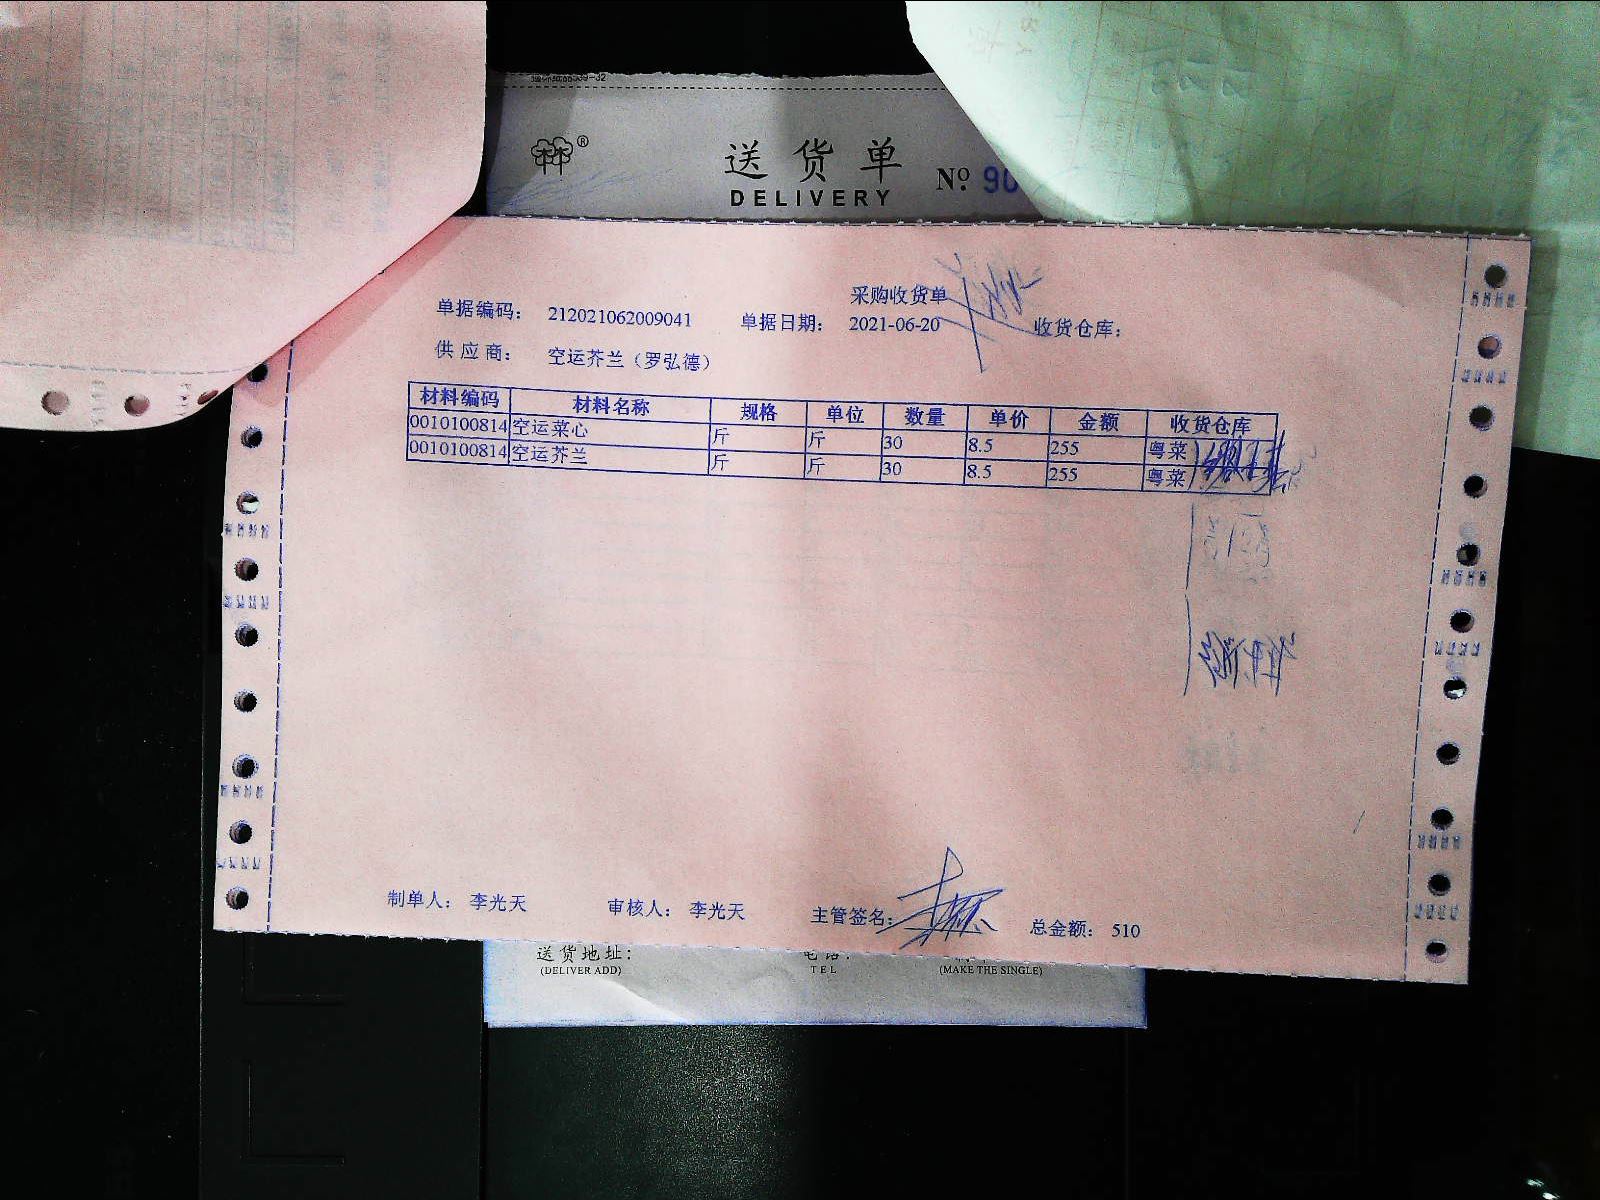 送货单
DELIVERY
№ 90
采购收货单
单据编码： 212021062009041 单据日期： 2021-06-20 收货仓库：
供应商： 空运芥兰（罗弘德）
材料编码 材料名称 规格 单位 数量 单价 金额 收货仓库
0010100814 空运菜心 斤 斤 30 8.5 255 粤菜
0010100814 空运芥兰 斤 斤 30 8.5 255 粤菜
制单人： 李光天 审核人： 李光天 主管签名： 总金额： 510
送货地址：
(DELIVER ADD) TEL (MAKE THE SINGLE)